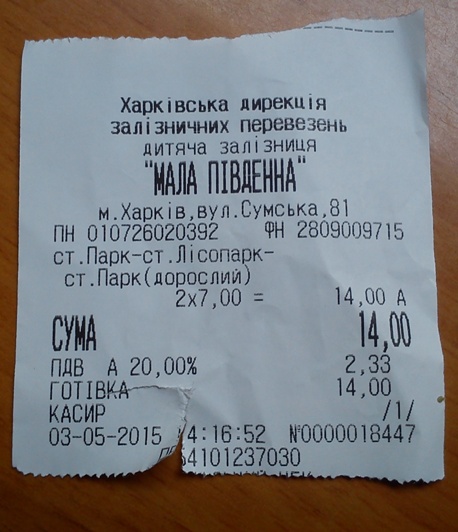 Харківська дирекція
залізничних перевезень
дитяча залізниця
"МАЛА ПІВДЕННА"
м.Харків,вул.Сумська,81
ПН 010726020392 ФН 2809009715
ст.Парк-ст.Лісопарк-
ст.Парк(дорослий)
2x7,00 = 14,00 А
СУМА 14,00
ПДВ А 20,00% 2,33
ГОТІВКА 14,00
КАСИР /1/
03-05-2015 4:16:52 №0000018447
64101237030